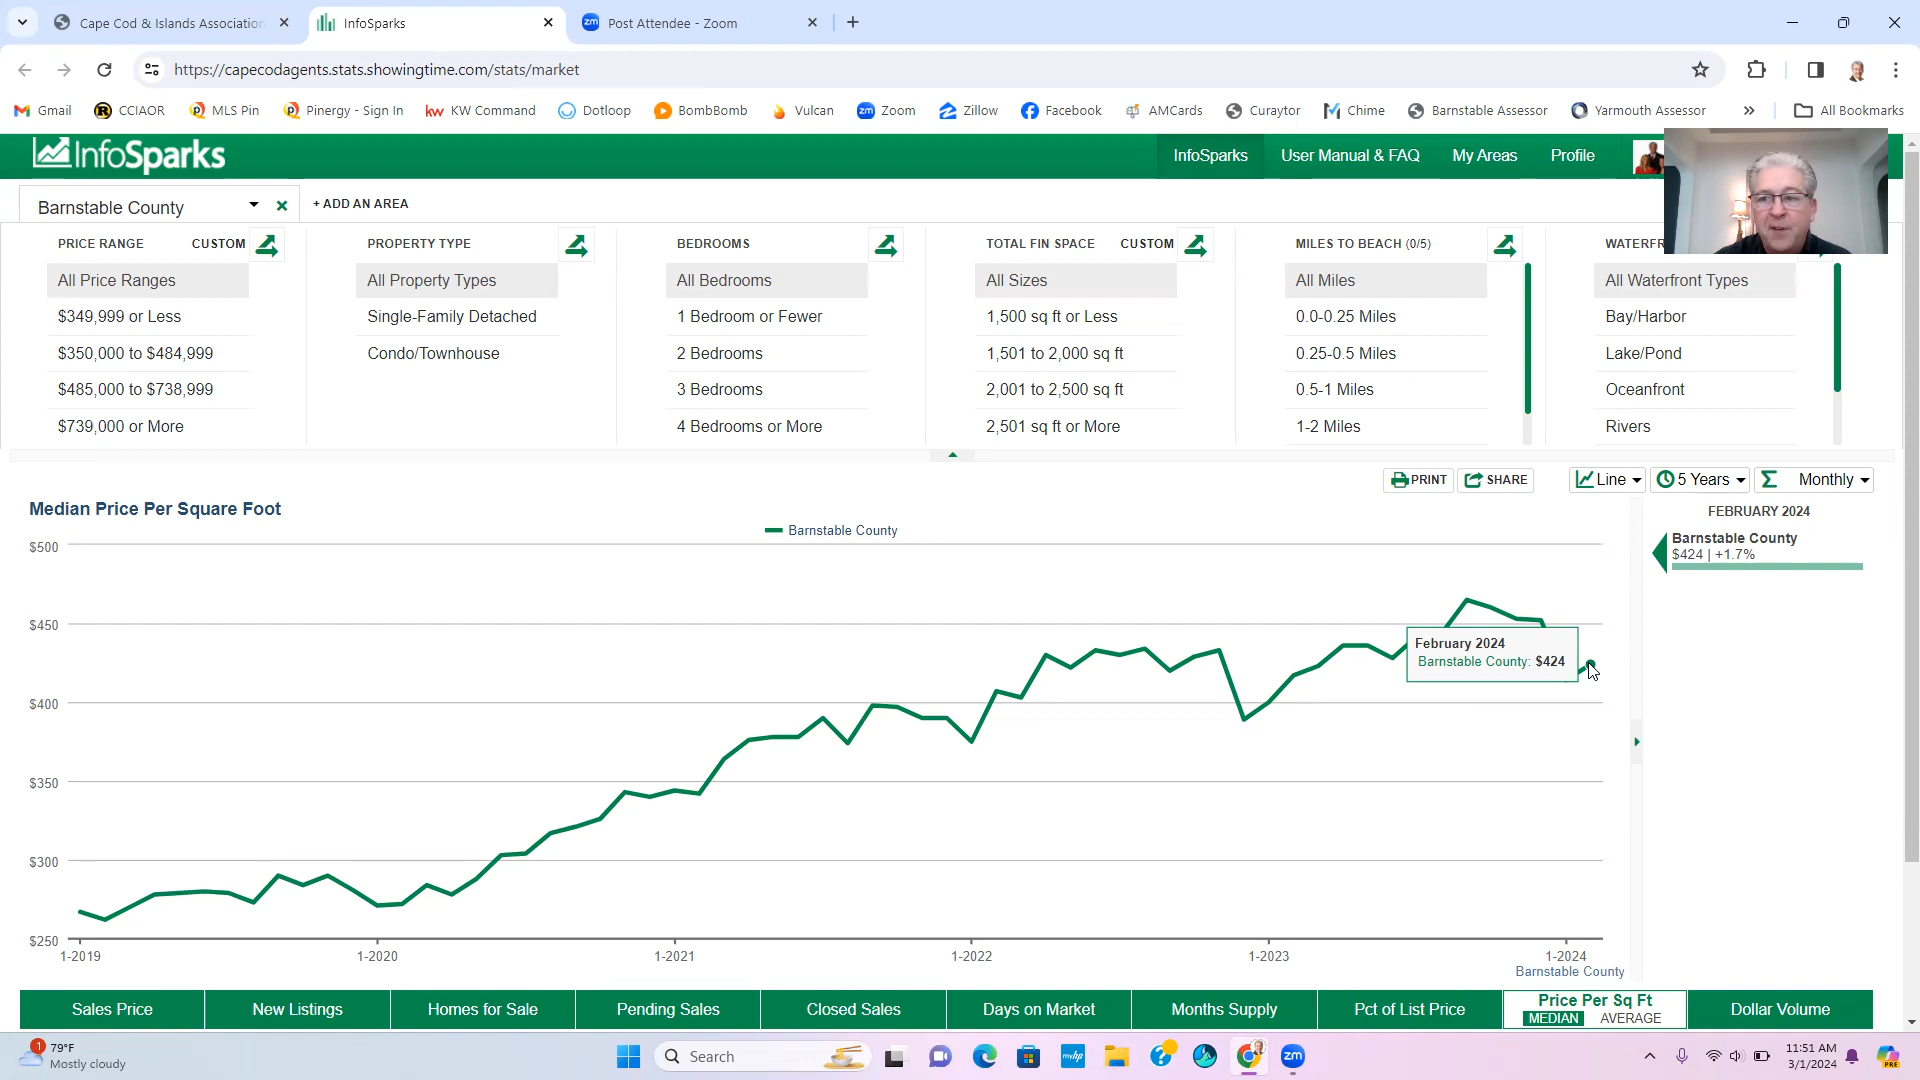 Cape Cod & Islands Association
InfoSparks
Post Attendee - Zoom
https://capecodagents.stats.showingtime.com/stats/market
Gmail CCIAOR MLS Pin Pinergy - Sign In KW Command Dotloop BombBomb Vulcan Zoom Zillow Facebook AMCards Curaytor Chime Barnstable Assessor Yarmouth Assessor » All Bookmarks
InfoSparks
InfoSparks User Manual & FAQ My Areas Profile
Barnstable County
+ ADD AN AREA
PRICE RANGE CUSTOM
All Price Ranges
$349,999 or Less
$350,000 to $484,999
$485,000 to $738,999
$739,000 or More
PROPERTY TYPE
All Property Types
Single-Family Detached
Condo/Townhouse
BEDROOMS
All Bedrooms
1 Bedroom or Fewer
2 Bedrooms
3 Bedrooms
4 Bedrooms or More
TOTAL FIN SPACE CUSTOM
All Sizes
1,500 sq ft or Less
1,501 to 2,000 sq ft
2,001 to 2,500 sq ft
2,501 sq ft or More
MILES TO BEACH (0/5)
All Miles
0.0-0.25 Miles
0.25-0.5 Miles
0.5-1 Miles
1-2 Miles
WATERF
All Waterfront Types
Bay/Harbor
Lake/Pond
Oceanfront
Rivers
PRINT SHARE Line 5 Years Σ Monthly
Median Price Per Square Foot
Barnstable County
FEBRUARY 2024
Barnstable County
$424 | +1.7%
$500
$450
$400
$350
$300
$250
February 2024
Barnstable County: $424
1-2019 1-2020 1-2021 1-2022 1-2023 1-2024
Barnstable County
Sales Price New Listings Homes for Sale Pending Sales Closed Sales Days on Market Months Supply Pct of List Price Price Per Sq Ft Dollar Volume
MEDIAN AVERAGE
1
79°F
Mostly cloudy
Search
myhp
zm
11:51 AM
3/1/2024
PRE